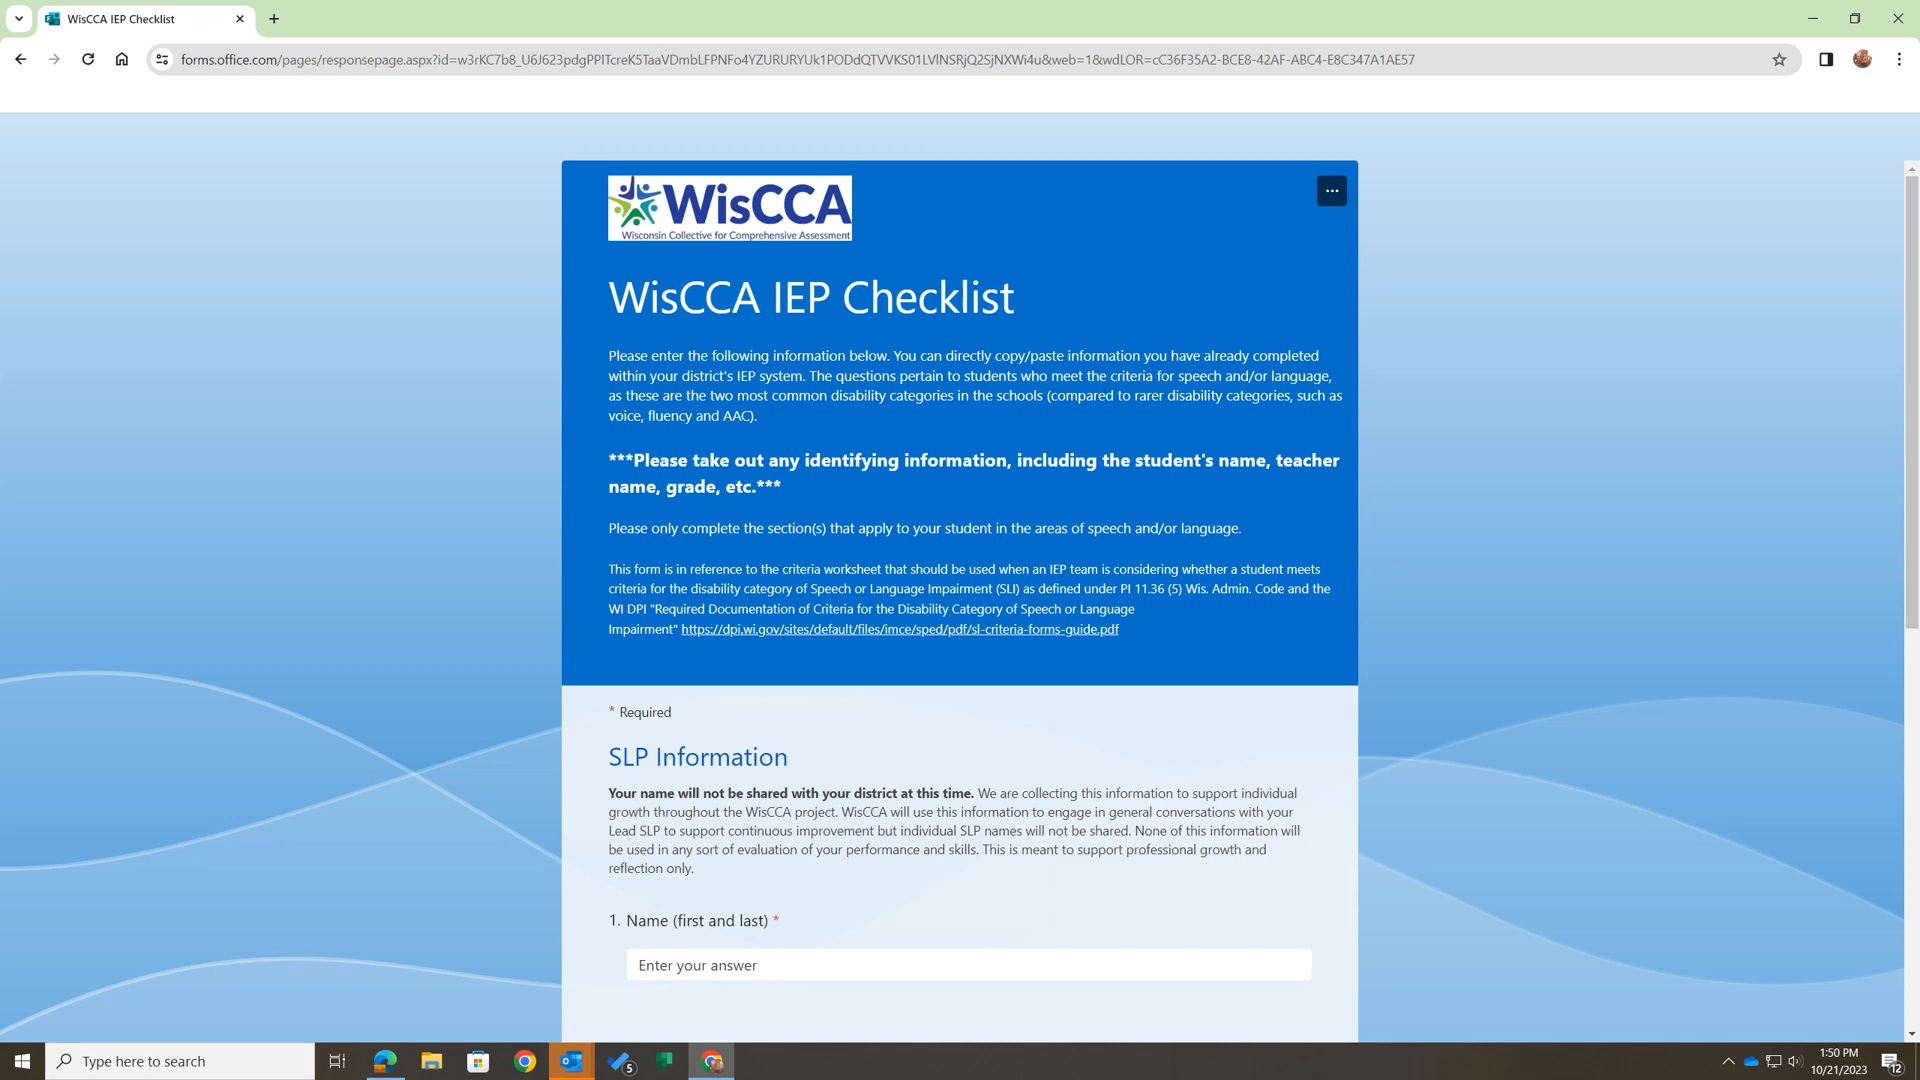 WisCCA IEP Checklist
forms.office.com/pages/responsepage.aspx?id=w3rKC7b8_U6J623pdgPPITcreK5TaaVDmbLFPNFo4YZURURYUk1PODdQTVVKS01LVlNSRjQ2SjNXWi4u&web=1&wdLOR=cC36F35A2-BCE8-42AF-ABC4-E8C347A1AE57
WisCCA
Wisconsin Collective for Comprehensive Assessment
WisCCA IEP Checklist
Please enter the following information below. You can directly copy/paste information you have already completed
within your district's IEP system. The questions pertain to students who meet the criteria for speech and/or language,
as these are the two most common disability categories in the schools (compared to rarer disability categories, such as
voice, fluency and AAC).
***Please take out any identifying information, including the student's name, teacher
name, grade, etc.***
Please only complete the section(s) that apply to your student in the areas of speech and/or language.
This form is in reference to the criteria worksheet that should be used when an IEP team is considering whether a student meets
criteria for the disability category of Speech or Language Impairment (SLI) as defined under PI 11.36 (5) Wis. Admin. Code and the
WI DPI "Required Documentation of Criteria for the Disability Category of Speech or Language
Impairment" https://dpi.wi.gov/sites/default/files/imce/sped/pdf/sl-criteria-forms-guide.pdf
* Required
SLP Information
Your name will not be shared with your district at this time. We are collecting this information to support individual
growth throughout the WisCCA project. WisCCA will use this information to engage in general conversations with your
Lead SLP to support continuous improvement but individual SLP names will not be shared. None of this information will
be used in any sort of evaluation of your performance and skills. This is meant to support professional growth and
reflection only.
1. Name (first and last) *
Enter your answer
Type here to search
5
1:50 PM
10/21/2023
12